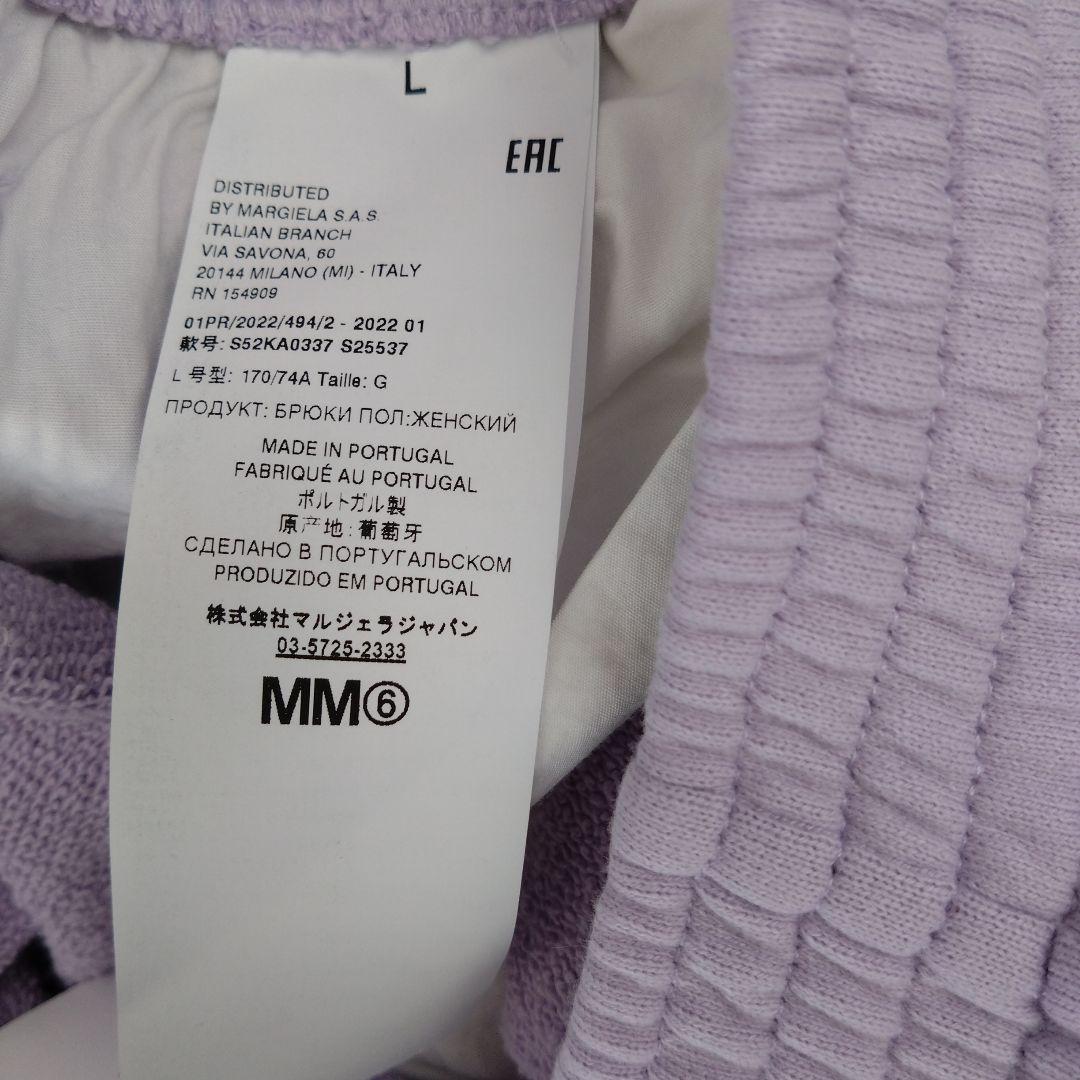 L
EAC
DISTRIBUTED
BY MARGIELA S.A.S.
ITALIAN BRANCH
VIA SAVONA, 60
20144 MILANO (MI) - ITALY
RN 154909
01PR/2022/494/2 - 2022 01
款号: S52KA0337 S25537
L 号型: 170/74A Taille: G
ПРОДУКТ: БРЮКИ ПОЛ:ЖЕНСКИЙ
MADE IN PORTUGAL
FABRIQUÉ AU PORTUGAL
ポルトガル製
原产地: 葡萄牙
СДЕЛАНО В ПОРТУГАЛЬСКОМ
PRODUZIDO EM PORTUGAL
株式会社マルジェラジャパン
03-5725-2333
MM⑥